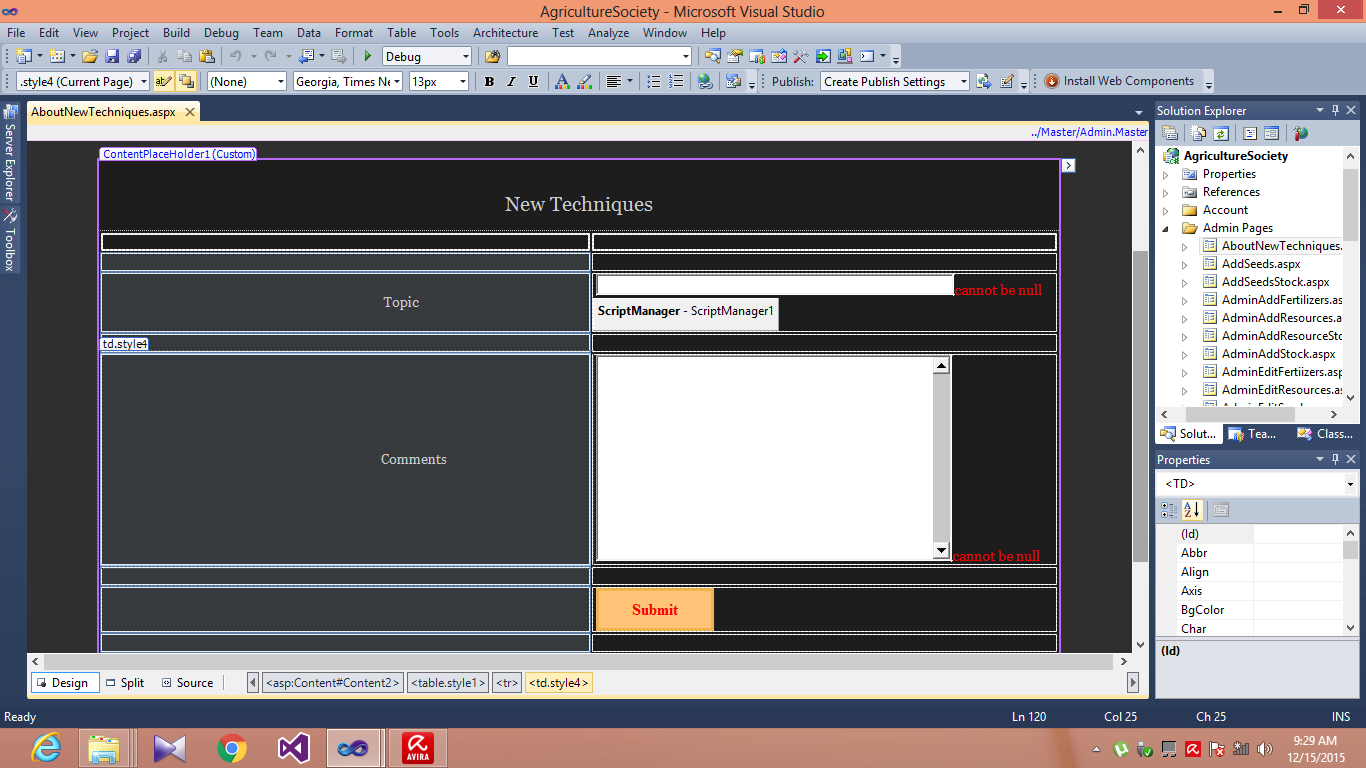 AgricultureSociety - Microsoft Visual Studio
File Edit View Project Build Debug Team Data Format Table Tools Architecture Test Analyze Window Help
Debug
.style4 (Current Page) (None) Georgia, Times Ne 13px B I U A Publish: Create Publish Settings Install Web Components
AboutNewTechniques.aspx
../Master/Admin.Master
Server Explorer
Toolbox
ContentPlaceHolder1 (Custom)
New Techniques
Topic
cannot be null
ScriptManager - ScriptManager1
td.style4
Comments
cannot be null
Submit
Design Split Source <asp:Content#Content2> <table.style1> <tr> <td.style4>
Solution Explorer
AgricultureSociety
Properties
References
Account
Admin Pages
AboutNewTechniques.
AddSeeds.aspx
AddSeedsStock.aspx
AdminAddFertilizers.as
AdminAddResources.a
AdminAddResourceSto
AdminAddStock.aspx
AdminEditFertiizers.asp
AdminEditResources.as
Solut... Tea... Class...
Properties
<TD>
(Id)
Abbr
Align
Axis
BgColor
Char
(Id)
Ready Ln 120 Col 25 Ch 25 INS
AVIRA
9:29 AM
12/15/2015